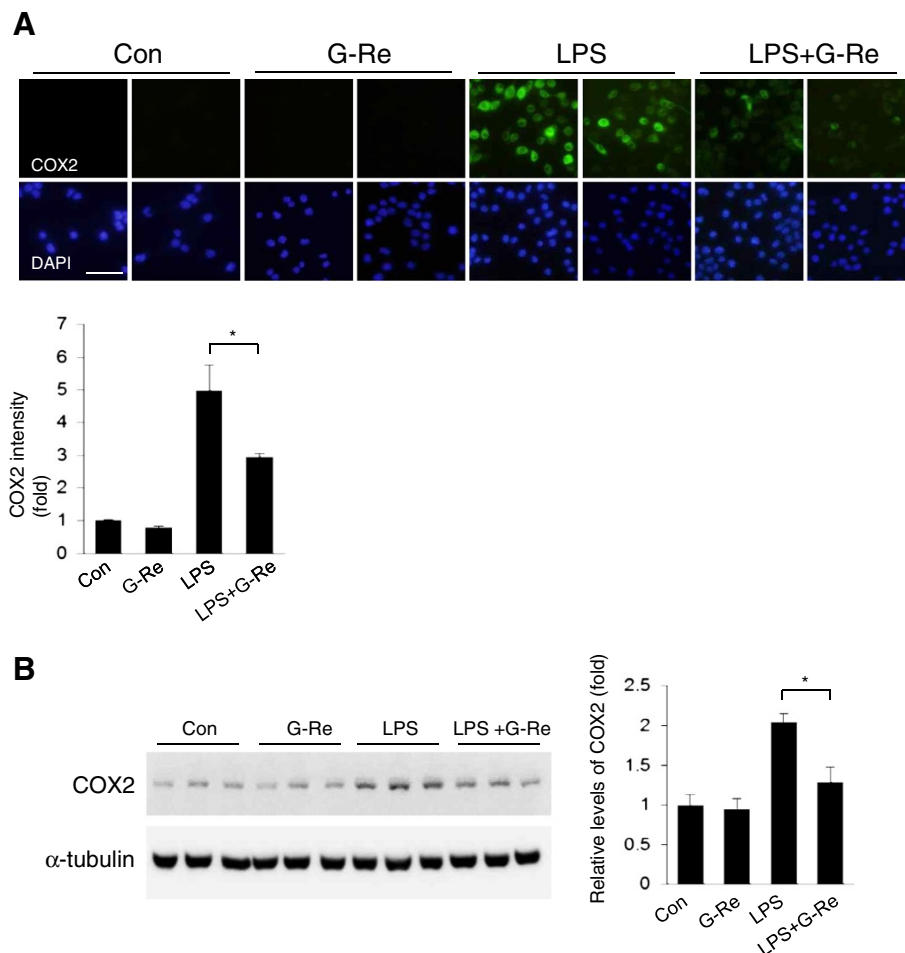 A
Con G-Re LPS LPS+G-Re
COX2
DAPI
7
6
5
4
3
2
1
0
COX2 intensity
(fold)
*
Con G-Re LPS LPS+G-Re
B
Con G-Re LPS LPS +G-Re
COX2
α-tubulin
Relative levels of COX2 (fold)
2.5
2
1.5
1
0.5
0
*
Con G-Re LPS LPS+G-Re